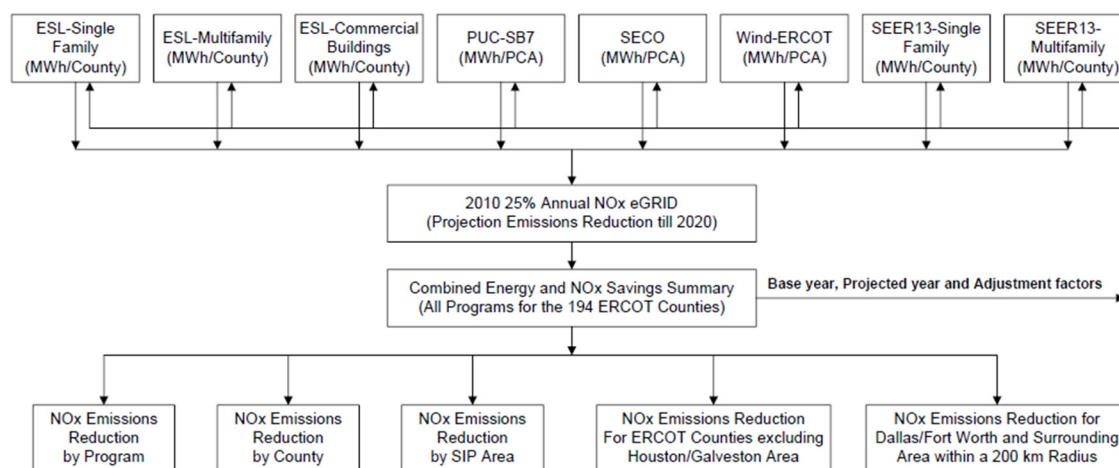 ESL-Single
Family
(MWh/County)
ESL-Multifamily
(MWh/County)
ESL-Commercial
Buildings
(MWh/County)
PUC-SB7
(MWh/PCA)
SECO
(MWh/PCA)
Wind-ERCOT
(MWh/PCA)
SEER13-Single
Family
(MWh/County)
SEER13-
Multifamily
(MWh/County)
2010 25% Annual NOx eGRID
(Projection Emissions Reduction till 2020)
Combined Energy and NOx Savings Summary
(All Programs for the 194 ERCOT Counties)
Base year, Projected year and Adjustment factors
NOx Emissions
Reduction
by Program
NOx Emissions
Reduction
by County
NOx Emissions
Reduction
by SIP Area
NOx Emissions Reduction
For ERCOT Counties excluding
Houston/Galveston Area
NOx Emissions Reduction for
Dallas/Fort Worth and Surrounding
Area within a 200 km Radius